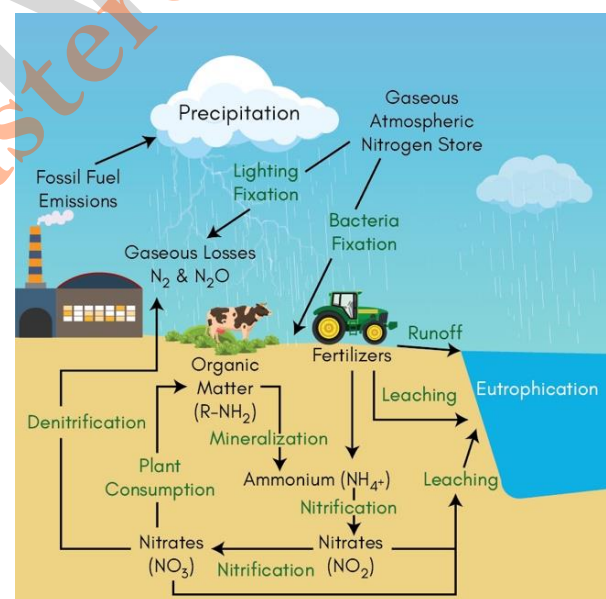 Precipitation
Gaseous
Atmospheric
Nitrogen Store
Fossil Fuel
Emissions
Lighting
Fixation
Bacteria
Fixation
Gaseous Losses
N₂ & N₂O
Organic
Matter
(R-NH₂)
Fertilizers
Runoff
Eutrophication
Leaching
Denitrification
Mineralization
Plant
Consumption
Ammonium (NH₄₊)
Leaching
Nitrification
Nitrates
(NO₃)
Nitrification
Nitrates
(NO₂)